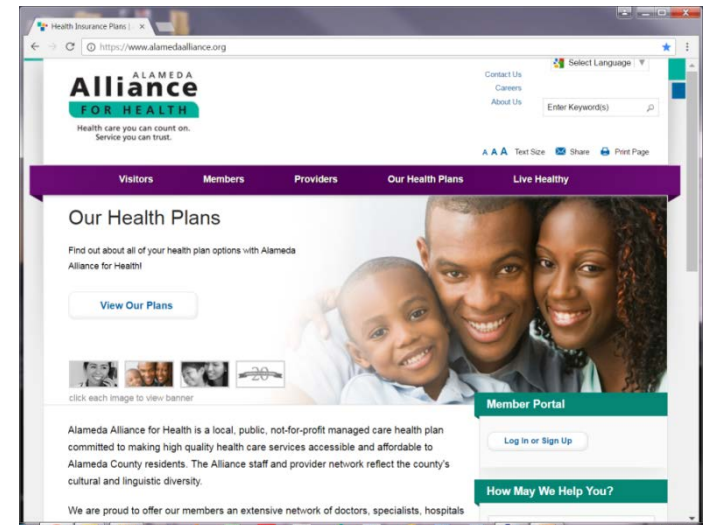 Health Insurance Plans |
https://www.alamedaalliance.org
Select Language
ALAMEDA
Alliance
FOR HEALTH
Health care you can count on.
Service you can trust.
Contact Us
Careers
About Us
Enter Keyword(s)
A A A Text Size Share Print Page
Visitors Members Providers Our Health Plans Live Healthy
Our Health Plans
Find out about all of your health plan options with Alameda
Alliance for Health!
View Our Plans
20
click each image to view banner
Member Portal
Log In or Sign Up
How May We Help You?
Alameda Alliance for Health is a local, public, not-for-profit managed care health plan
committed to making high quality health care services accessible and affordable to
Alameda County residents. The Alliance staff and provider network reflect the county's
cultural and linguistic diversity.
We are proud to offer our members an extensive network of doctors, specialists, hospitals